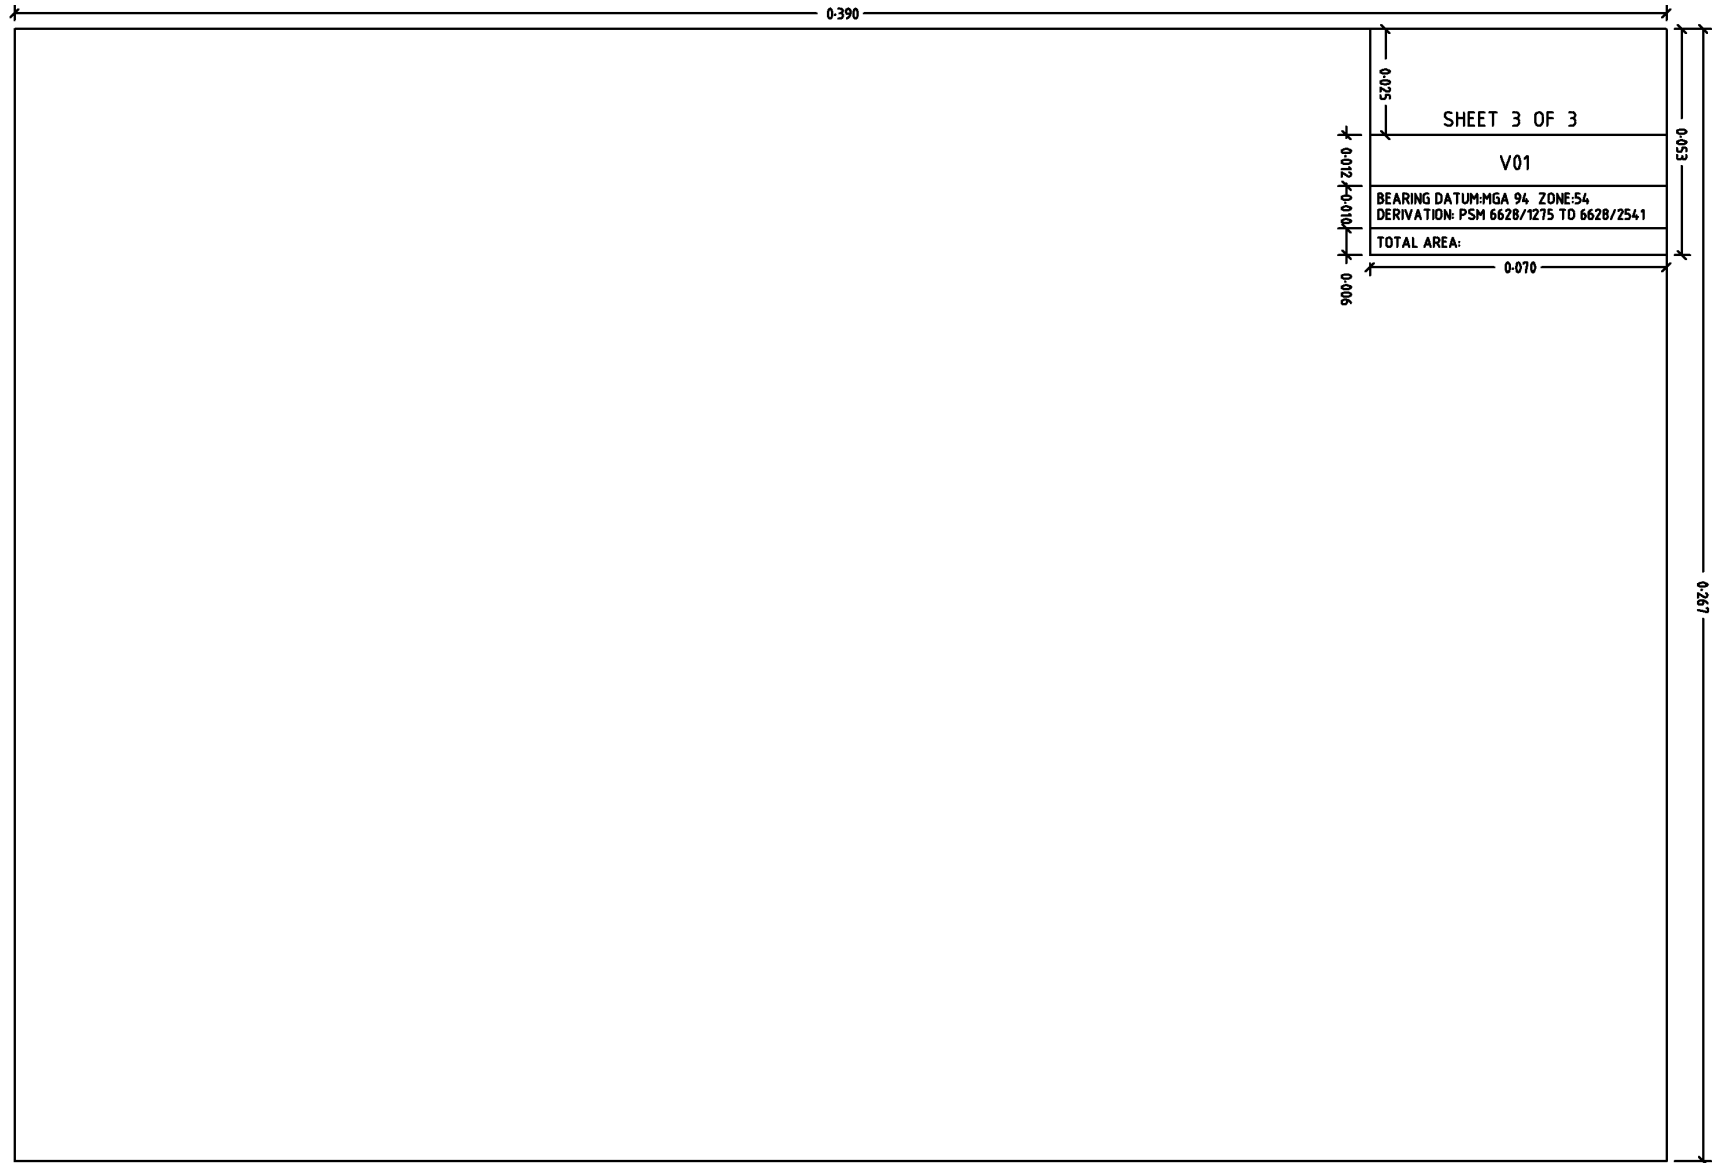 0·390
0·025
SHEET 3 OF 3
0·053
0·012
V01
0·010
BEARING DATUM:MGA 94 ZONE:54
DERIVATION: PSM 6628/1275 TO 6628/2541
TOTAL AREA:
0·070
0·006
0·267